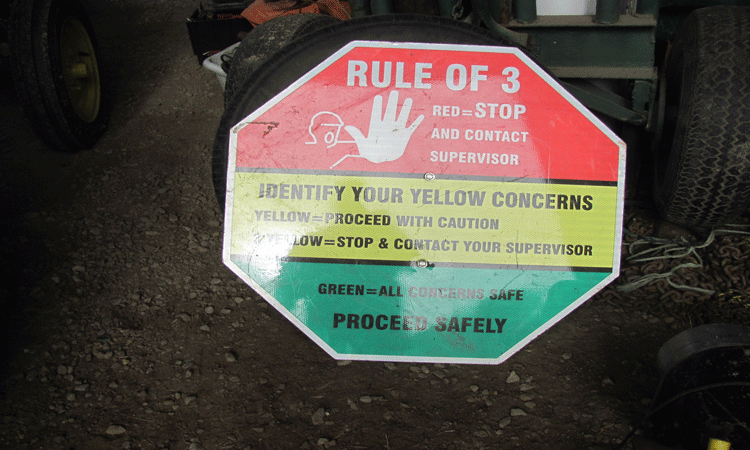 RULE OF 3
RED=STOP
AND CONTACT
SUPERVISOR
IDENTIFY YOUR YELLOW CONCERNS
YELLOW=PROCEED WITH CAUTION
YELLOW=STOP & CONTACT YOUR SUPERVISOR
GREEN=ALL CONCERNS SAFE
PROCEED SAFELY